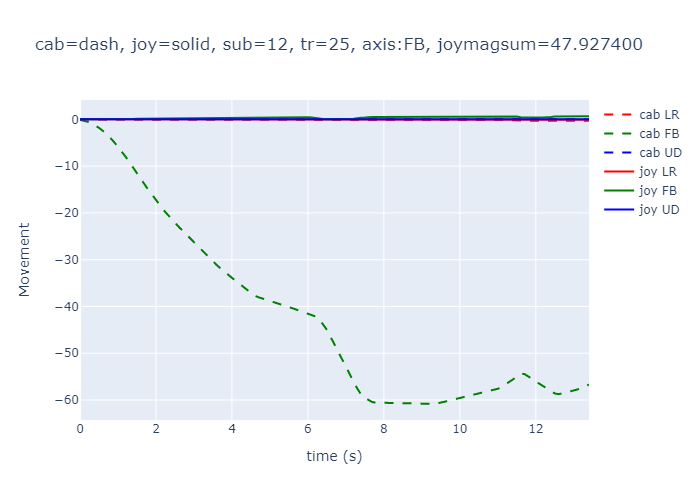 cab=dash, joy=solid, sub=12, tr=25, axis:FB, joymagsum=47.927400
cab LR
cab FB
cab UD
joy LR
joy FB
joy UD
0
−10
−20
−30
−40
−50
−60
Movement
0 2 4 6 8 10 12
time (s)